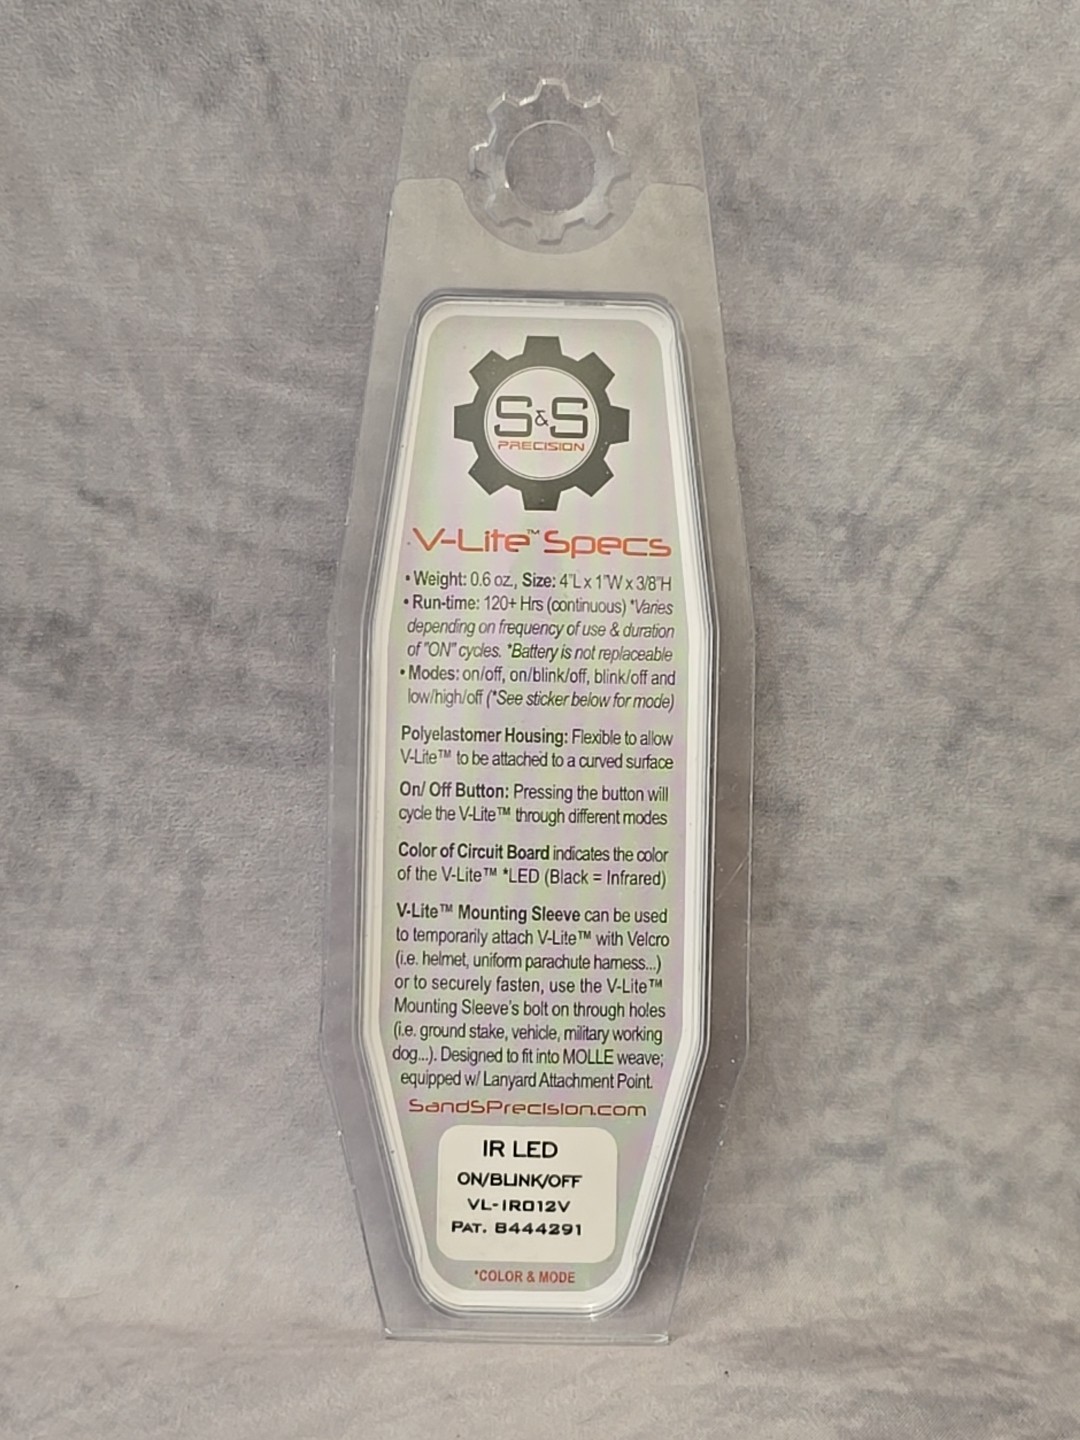 S&S
PRECISION
V-Lite™ Specs
• Weight: 0.6 oz., Size: 4"L x 1"W x 3/8"H
• Run-time: 120+ Hrs (continuous) *Varies
depending on frequency of use & duration
of "ON" cycles. *Battery is not replaceable
• Modes: on/off, on/blink/off, blink/off and
low/high/off (*See sticker below for mode)
Polyelastomer Housing: Flexible to allow
V-Lite™ to be attached to a curved surface
On/ Off Button: Pressing the button will
cycle the V-Lite™ through different modes
Color of Circuit Board indicates the color
of the V-Lite™ *LED (Black = Infrared)
V-Lite™ Mounting Sleeve can be used
to temporarily attach V-Lite™ with Velcro
(i.e. helmet, uniform parachute harness...)
or to securely fasten, use the V-Lite™
Mounting Sleeve's bolt on through holes
(i.e. ground stake, vehicle, military working
dog...). Designed to fit into MOLLE weave;
equipped w/ Lanyard Attachment Point.
SandSPrecision.com
IR LED
ON/BLINK/OFF
VL-IR012V
PAT. 8444291
*COLOR & MODE